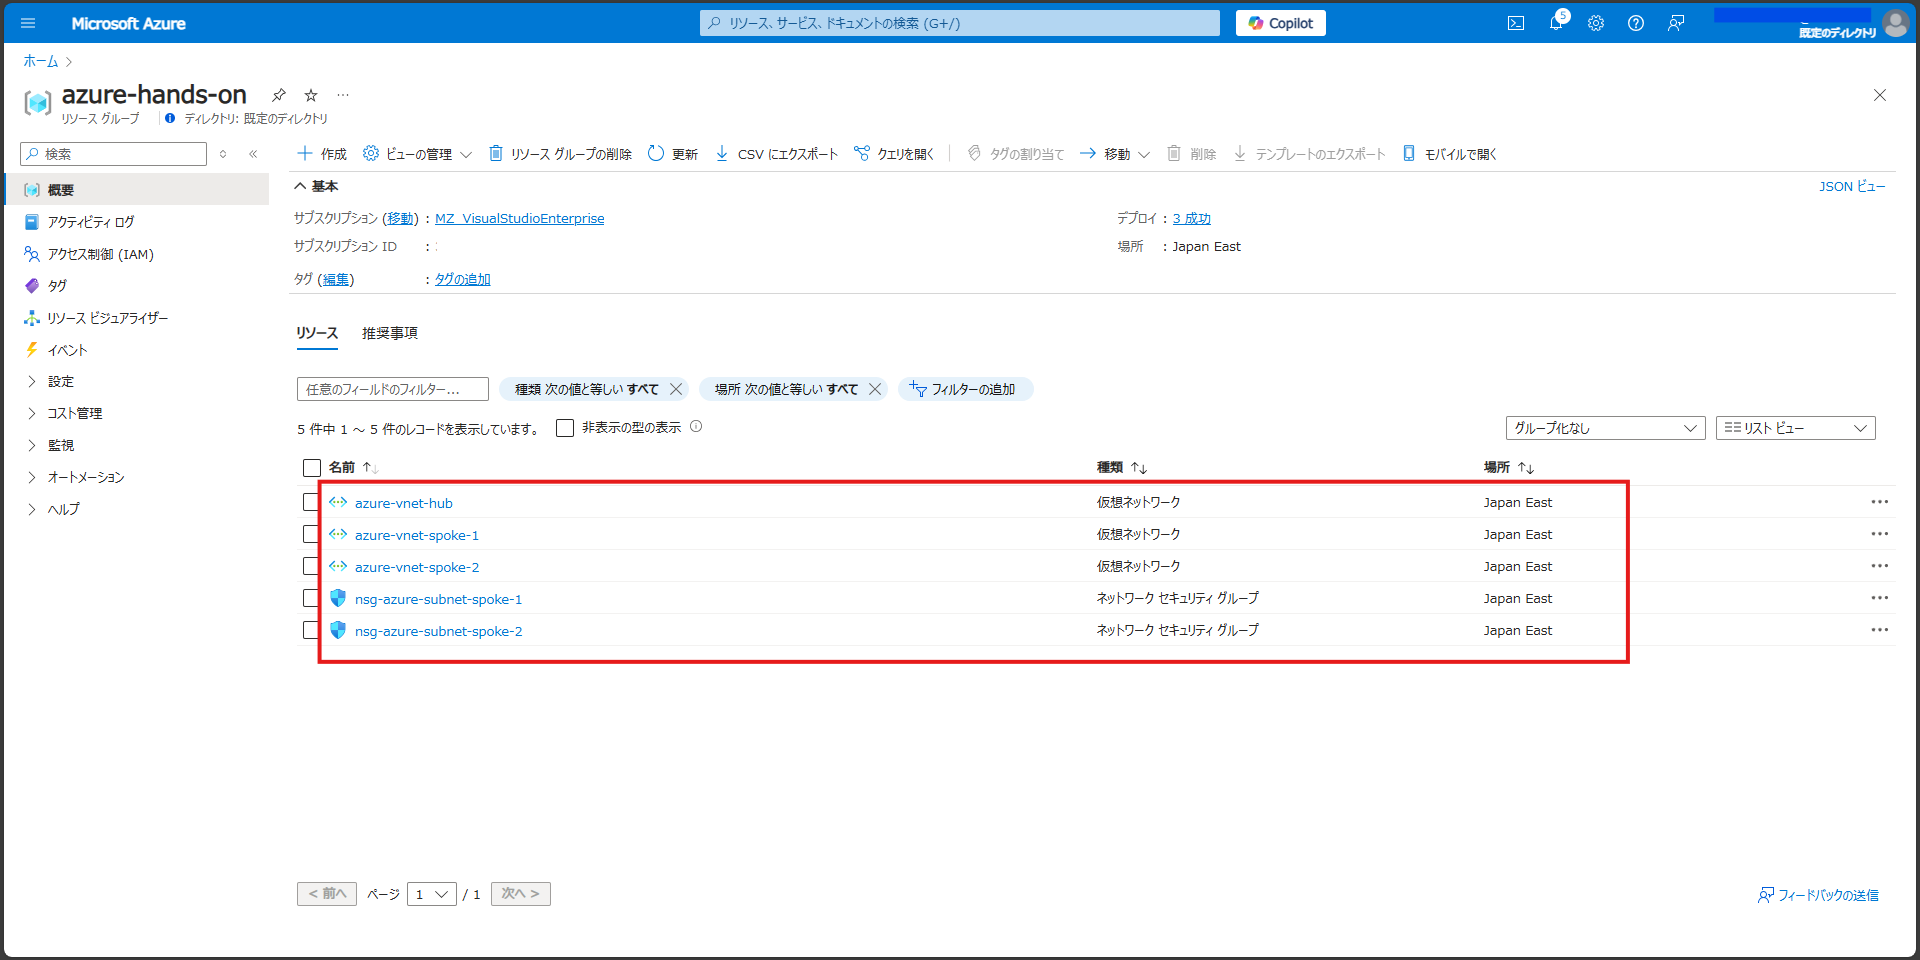 Microsoft Azure
リソース、サービス、ドキュメントの検索 (G+/)
Copilot
5
既定のディレクトリ
ホーム
azure-hands-on
リソース グループ
ディレクトリ: 既定のディレクトリ
検索
作成
ビューの管理
リソース グループの削除
更新
CSV にエクスポート
クエリを開く
タグの割り当て
移動
削除
テンプレートのエクスポート
モバイルで開く
概要
アクティビティ ログ
アクセス制御 (IAM)
タグ
リソース ビジュアライザー
イベント
設定
コスト管理
監視
オートメーション
ヘルプ
基本
JSON ビュー
サブスクリプション (移動) : MZ_VisualStudioEnterprise
デプロイ : 3 成功
サブスクリプション ID :
場所 : Japan East
タグ (編集) : タグの追加
リソース 推奨事項
任意のフィールドのフィルター...
種類 次の値と等しい すべて
場所 次の値と等しい すべて
フィルターの追加
5 件中 1 ～ 5 件のレコードを表示しています。
非表示の型の表示
グループ化なし
リスト ビュー
名前 ↑↓ 種類 ↑↓ 場所 ↑↓
azure-vnet-hub 仮想ネットワーク Japan East
azure-vnet-spoke-1 仮想ネットワーク Japan East
azure-vnet-spoke-2 仮想ネットワーク Japan East
nsg-azure-subnet-spoke-1 ネットワーク セキュリティ グループ Japan East
nsg-azure-subnet-spoke-2 ネットワーク セキュリティ グループ Japan East
< 前へ ページ 1 / 1 次へ >
フィードバックの送信